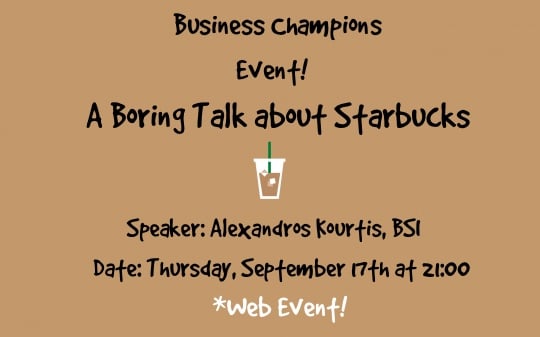 Business Champions
Event!
A Boring Talk about Starbucks
Speaker: Alexandros Kourtis, BS1
Date: Thursday, September 17th at 21:00
*Web Event!